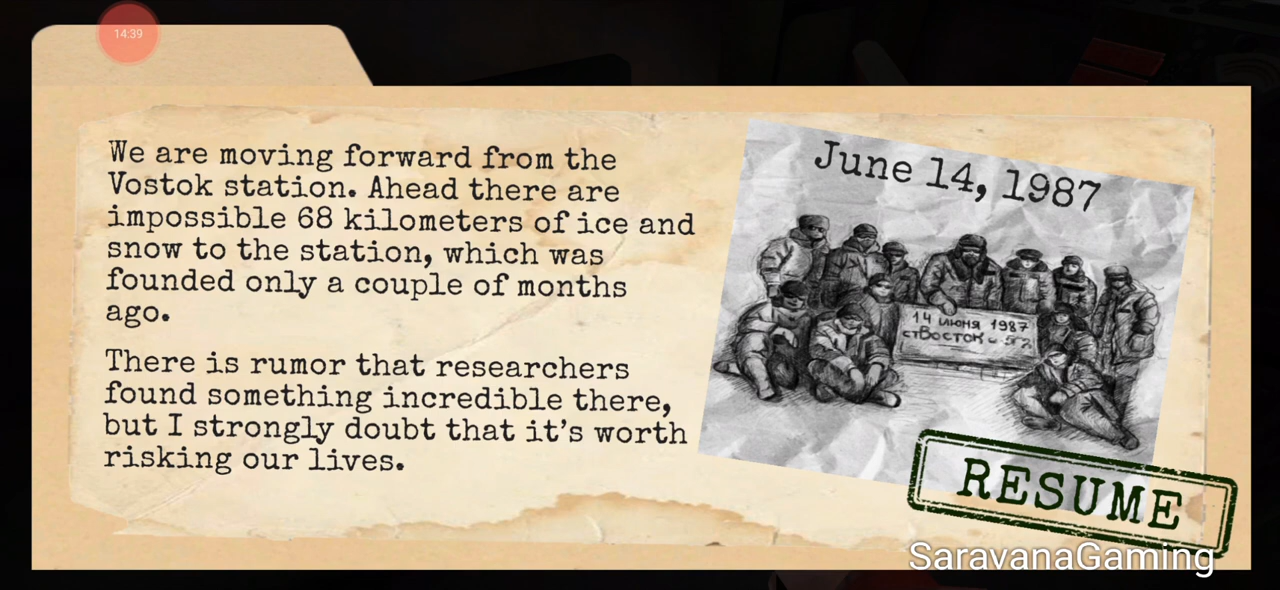 14:39
We are moving forward from the
Vostok station. Ahead there are
impossible 68 kilometers of ice and
snow to the station, which was
founded only a couple of months
ago.
There is rumor that researchers
found something incredible there,
but I strongly doubt that it's worth
risking our lives.
June 14, 1987
14 июня 1987
стВосток
RESUME
SaravanaGaming